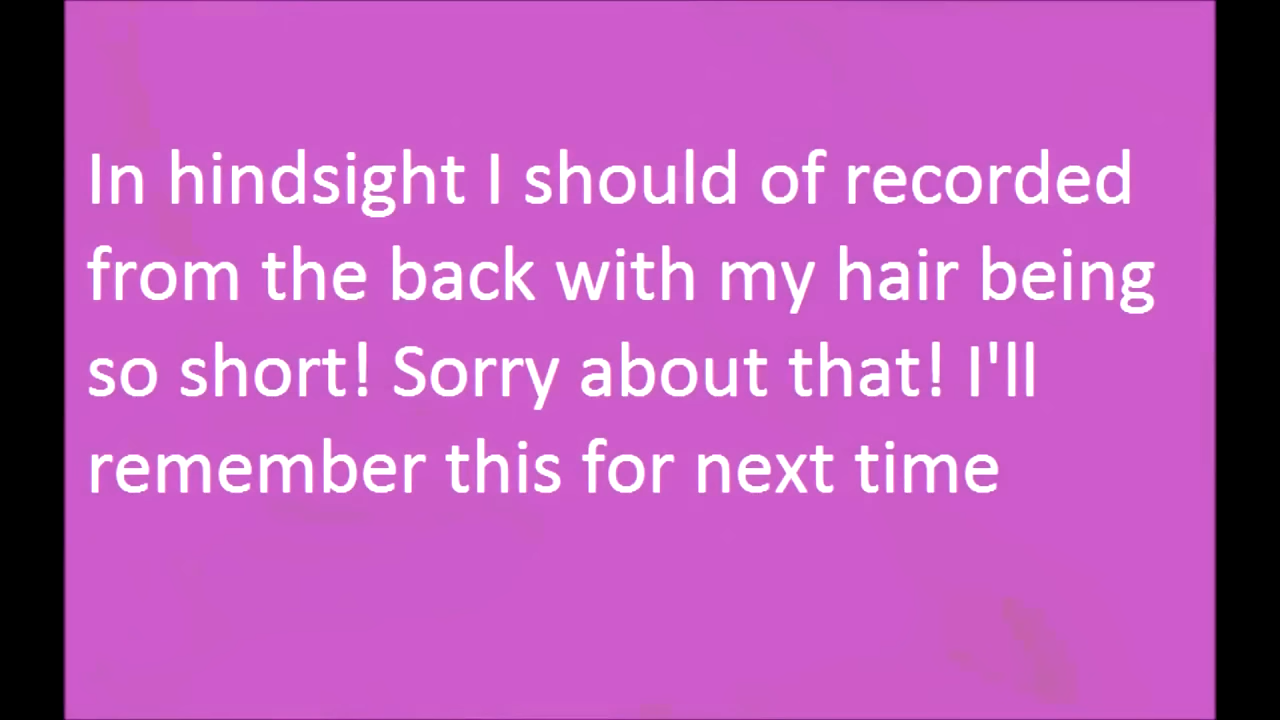 In hindsight I should of recorded
from the back with my hair being
so short! Sorry about that! I'll
remember this for next time